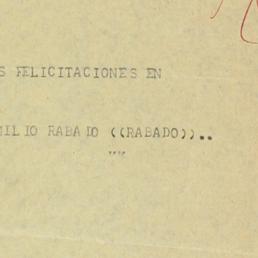 S FELICITACIONES EN
MILIO RABADO ((RABADO))..
""